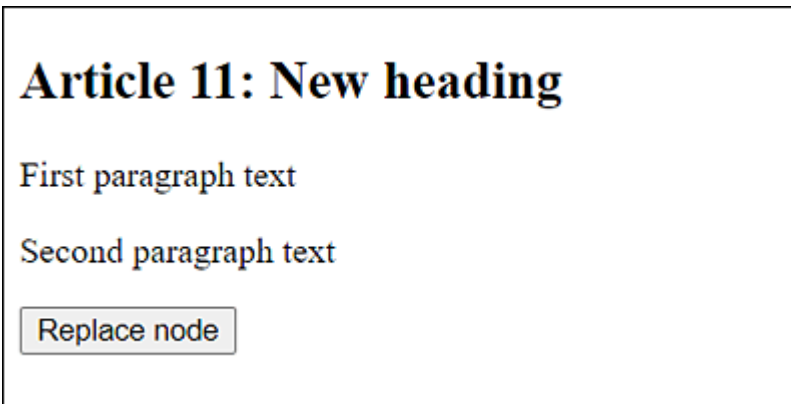 Article 11: New heading
First paragraph text
Second paragraph text
Replace node